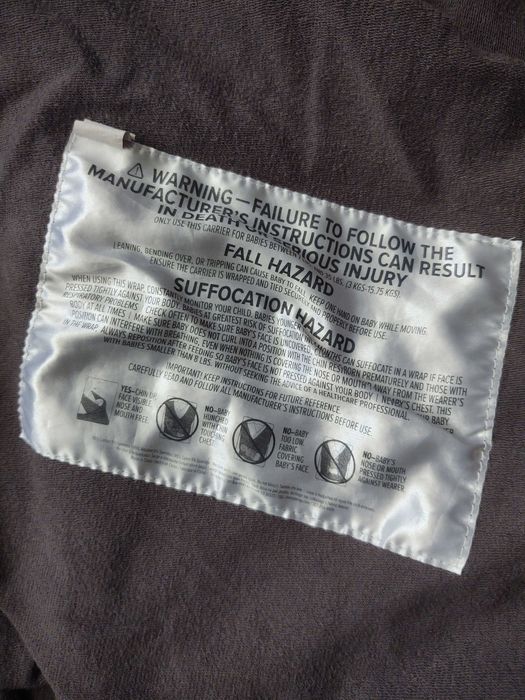 ⚠ WARNING—FAILURE TO FOLLOW THE
MANUFACTURER'S INSTRUCTIONS CAN RESULT
IN DEATH SERIOUS INJURY
ONLY USE THIS CARRIER FOR BABIES BETWEEN LBS. (3 KGS-15.75 KGS).
FALL HAZARD
LEANING, BENDING OVER, OR TRIPPING CAN CAUSE BABY TO FALL. KEEP ONE HAND ON BABY WHILE MOVING.
ENSURE THE CARRIER IS WRAPPED AND TIED SECURELY AND PROPERLY BEFORE USE.
SUFFOCATION HAZARD
WHEN USING THIS WRAP, CONSTANTLY MONITOR YOUR CHILD. BABIES YOUNGER CAN SUFFOCATE IN A WRAP IF FACE IS
PRESSED TIGHTLY AGAINST YOUR BODY. BABIES AT GREATEST RISK OF SUFFOCATION BORN PREMATURELY AND THOSE WITH
RESPIRATORY PROBLEMS. CHECK OFTEN TO MAKE SURE BABY'S FACE IS UNCOVERED, AWAY FROM THE WEARER'S
BODY AT ALL TIMES. MAKE SURE BABY DOES NOT CURL INTO A POSITION WITH THE CHIN CHEST. THIS
POSITION CAN INTERFERE WITH BREATHING, EVEN WHEN NOTHING IS COVERING THE NOSE OR MOUTH. BABY
IN THE WRAP. ALWAYS REPOSITION AFTER FEEDING SO BABY'S FACE IS NOT PRESSED AGAINST YOUR BODY.
WITH BABIES SMALLER THAN 8 LBS. WITHOUT SEEKING THE ADVICE OF A HEALTHCARE PROFESSIONAL.
IMPORTANT! KEEP INSTRUCTIONS FOR FUTURE REFERENCE.
CAREFULLY READ AND FOLLOW ALL MANUFACTURER'S INSTRUCTIONS BEFORE USE.
YES—CHIN UP,
FACE VISIBLE
NOSE AND
MOUTH FREE.
NO—BABY
HUNCHED
WITH CHIN
TOUCHING
CHEST
NO—BABY
TOO LOW,
FABRIC
COVERING
BABY'S FACE
NO—BABY'S
NOSE OR MOUTH
PRESSED TIGHTLY
AGAINST WEARER